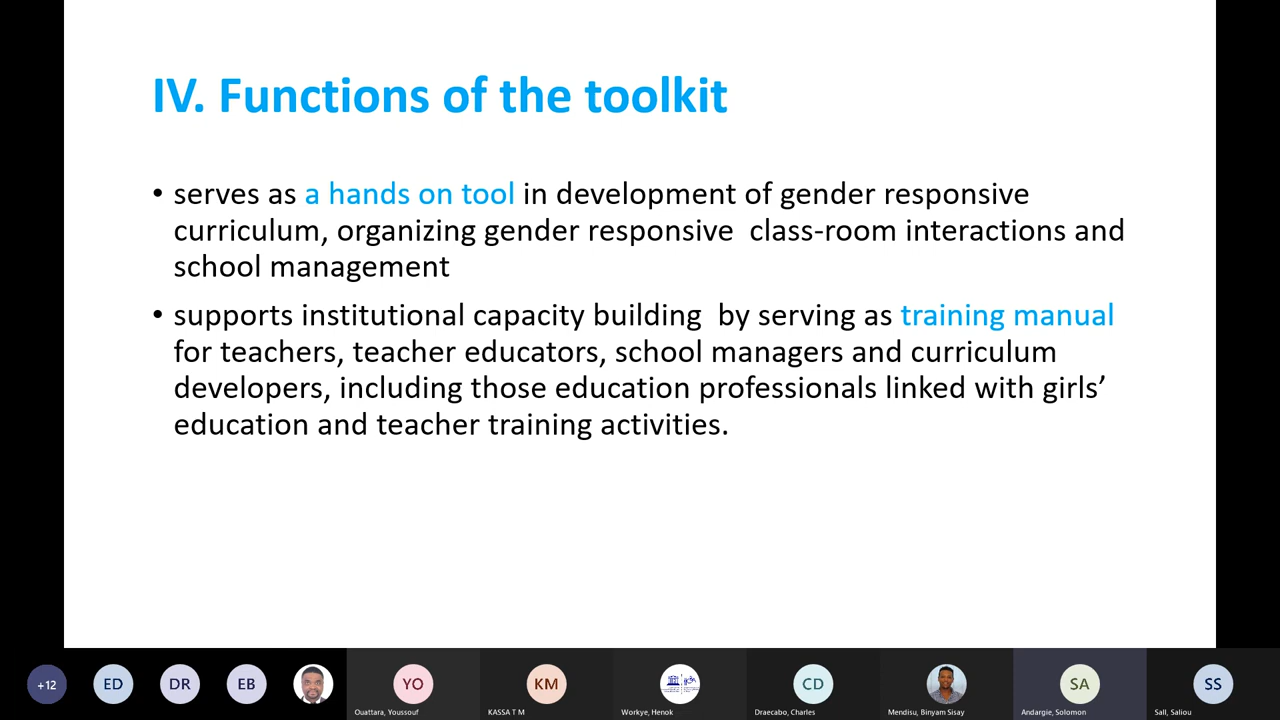 IV. Functions of the toolkit
• serves as a hands on tool in development of gender responsive
curriculum, organizing gender responsive  class-room interactions and
school management
• supports institutional capacity building  by serving as training manual
for teachers, teacher educators, school managers and curriculum
developers, including those education professionals linked with girls’
education and teacher training activities.
+12 ED DR EB YO KM CD SA SS
Ouattara, Youssouf KASSA T M Workye, Henok Draecabo, Charles Mendisu, Binyam Sisay Andargie, Solomon Sall, Saliou